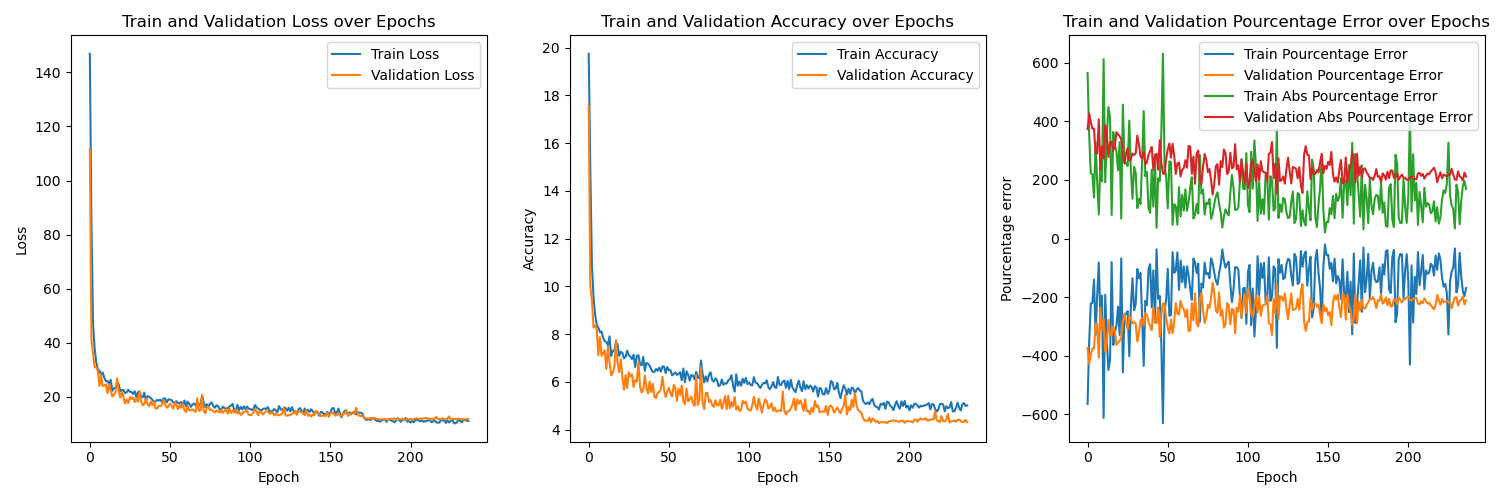 Train and Validation Loss over Epochs
Loss
140
120
100
80
60
40
20
0
50
100
150
200
Epoch
Train Loss
Validation Loss
Train and Validation Accuracy over Epochs
Accuracy
20
18
16
14
12
10
8
6
4
0
50
100
150
200
Epoch
Train Accuracy
Validation Accuracy
Train and Validation Pourcentage Error over Epochs
Pourcentage error
600
400
200
0
−200
−400
−600
0
50
100
150
200
Epoch
Train Pourcentage Error
Validation Pourcentage Error
Train Abs Pourcentage Error
Validation Abs Pourcentage Error